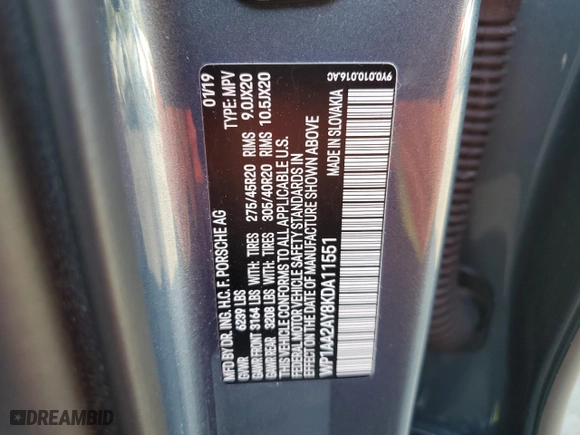 MFD BY DR. ING. H.C. F. PORSCHE AG 01/19
GVWR 6239 LBS TYPE: MPV
GAWR FRONT 3164 LBS WITH: TIRES 275/45R20 RIMS 9.0JX20
GAWR REAR 3208 LBS WITH: TIRES 305/40R20 RIMS 10.5JX20
THIS VEHICLE CONFORMS TO ALL APPLICABLE U.S.
FEDERAL MOTOR VEHICLE SAFETY STANDARDS IN
EFFECT ON THE DATE OF MANUFACTURE SHOWN ABOVE
WP1AA2AY8KDA11551 MADE IN SLOVAKIA
9Y0.010.016.AC
DREAMBID